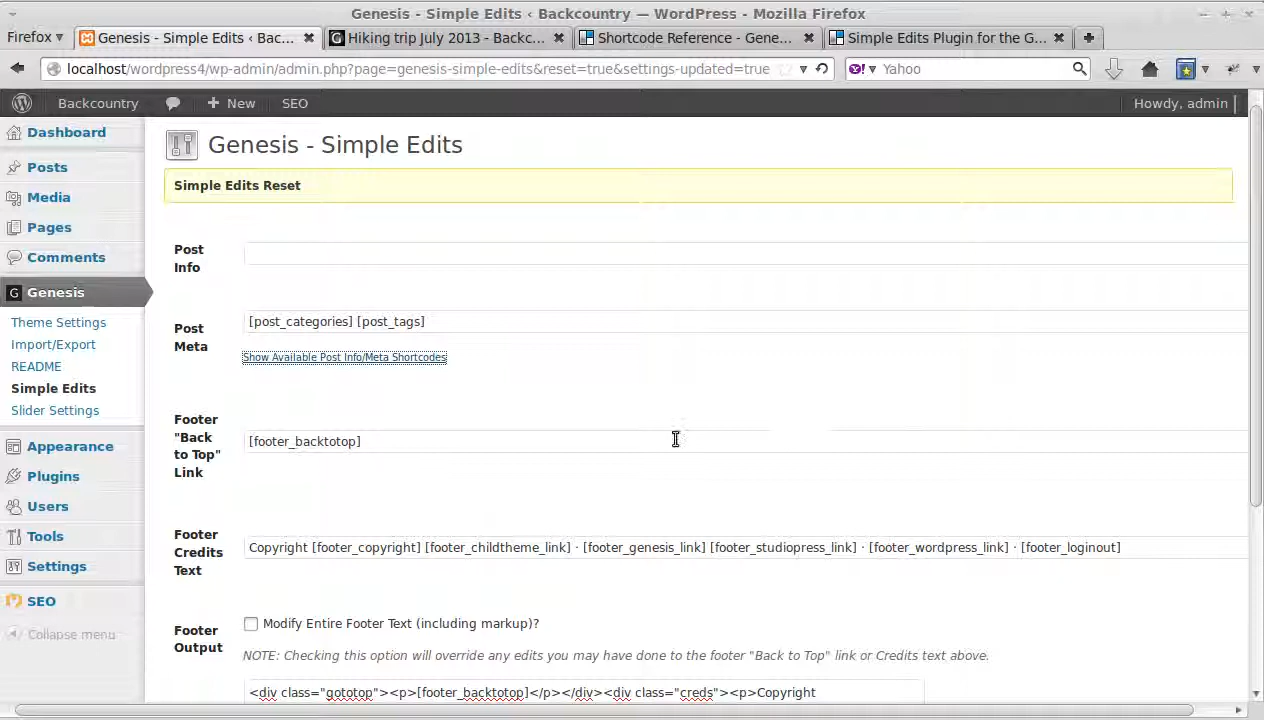 Genesis - Simple Edits ‹ Backcountry — WordPress - Mozilla Firefox
Firefox
Genesis - Simple Edits ‹ Bac...
Hiking trip July 2013 - Backc...
Shortcode Reference - Gene...
Simple Edits Plugin for the G...
localhost/wordpress4/wp-admin/admin.php?page=genesis-simple-edits&reset=true&settings-updated=true
Yahoo
Backcountry
+ New
SEO
Howdy, admin
Dashboard
Posts
Media
Pages
Comments
Genesis
Theme Settings
Import/Export
README
Simple Edits
Slider Settings
Appearance
Plugins
Users
Tools
Settings
SEO
Collapse menu
Genesis - Simple Edits
Simple Edits Reset
Post
Info
Post
Meta
[post_categories] [post_tags]
Show Available Post Info/Meta Shortcodes
Footer
"Back
to Top"
Link
[footer_backtotop]
Footer
Credits
Text
Copyright [footer_copyright] [footer_childtheme_link] · [footer_genesis_link] [footer_studiopress_link] · [footer_wordpress_link] · [footer_loginout]
Footer
Output
Modify Entire Footer Text (including markup)?
NOTE: Checking this option will override any edits you may have done to the footer "Back to Top" link or Credits text above.
<div class="gototop"><p>[footer_backtotop]</p></div><div class="creds"><p>Copyright